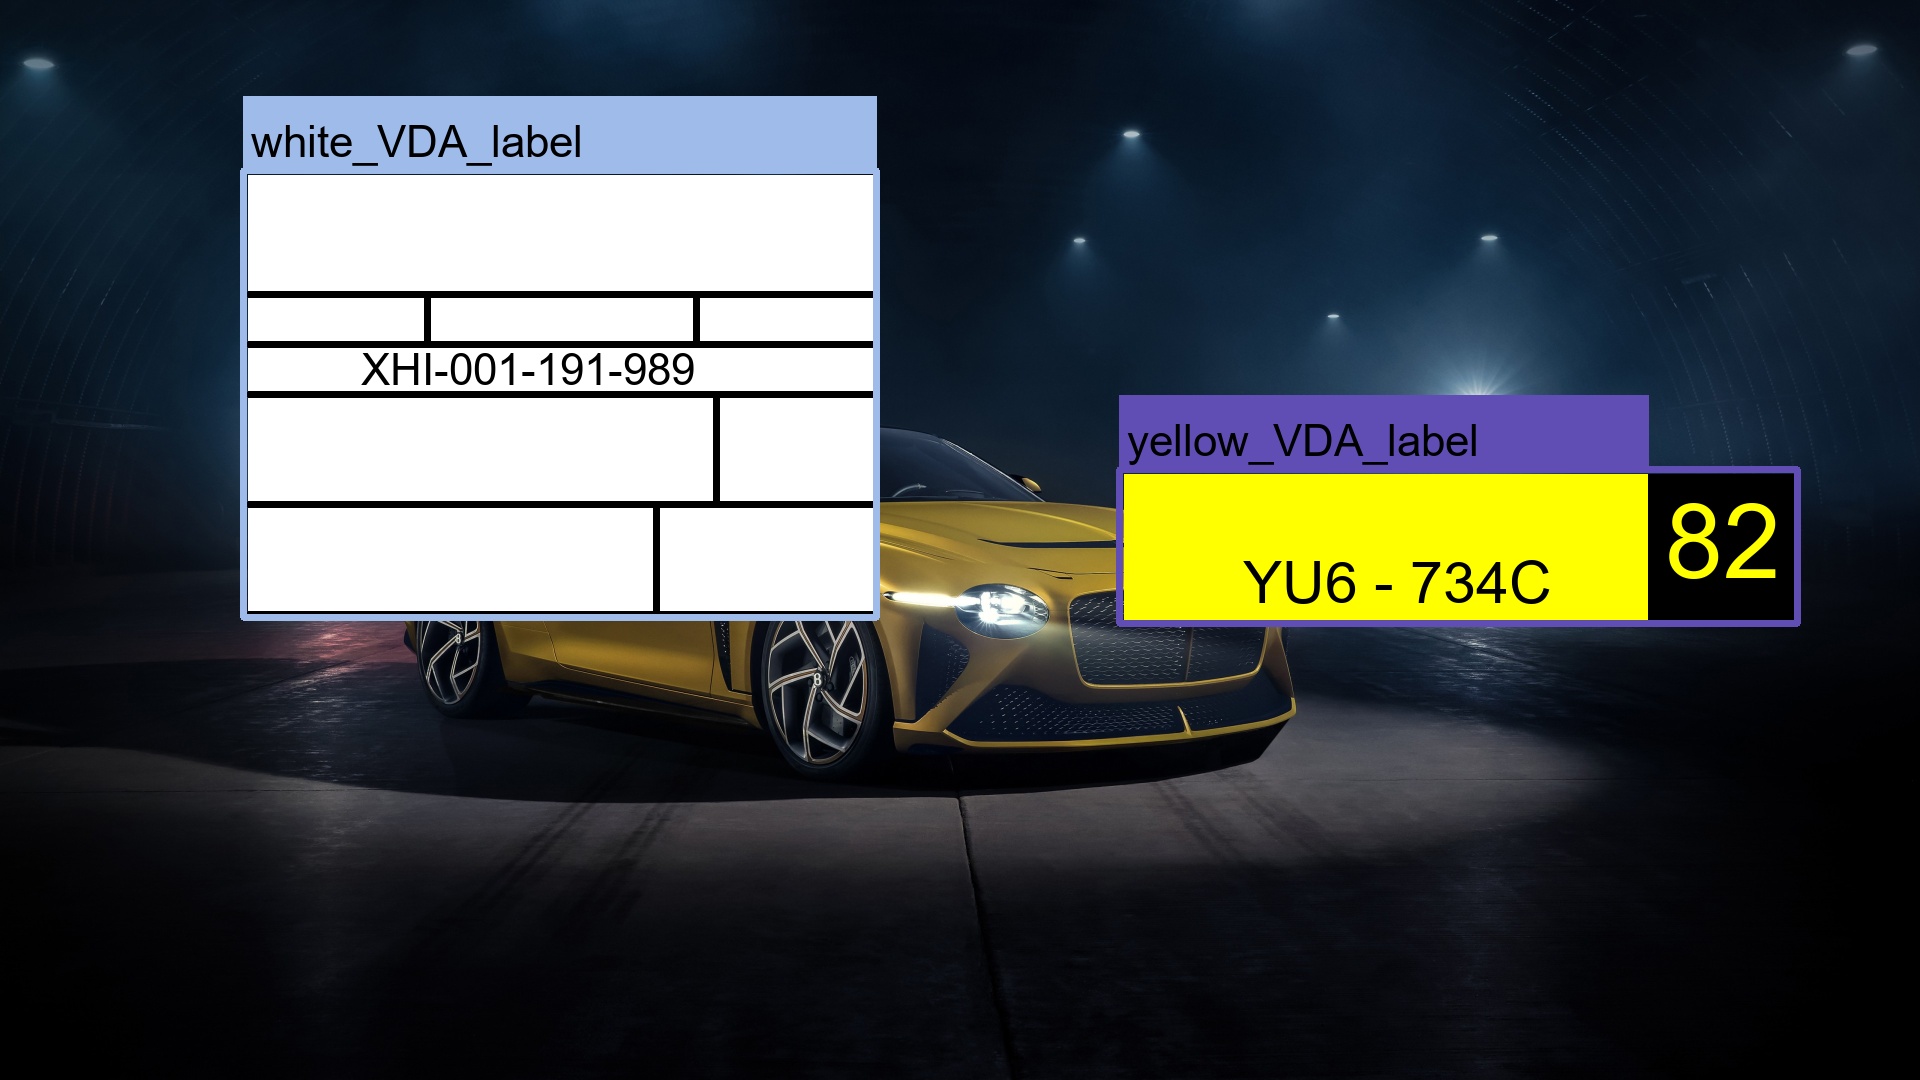 white_VDA_label
XHI-001-191-989
yellow_VDA_label
YU6 - 734C
82